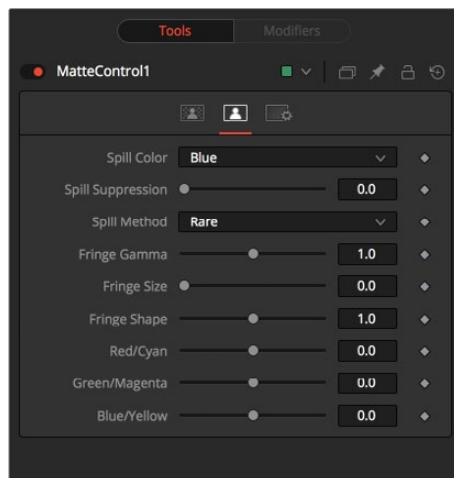 Tools Modifiers
MatteControl1
Spill Color Blue
Spill Suppression 0.0
Spill Method Rare
Fringe Gamma 1.0
Fringe Size 0.0
Fringe Shape 1.0
Red/Cyan 0.0
Green/Magenta 0.0
Blue/Yellow 0.0